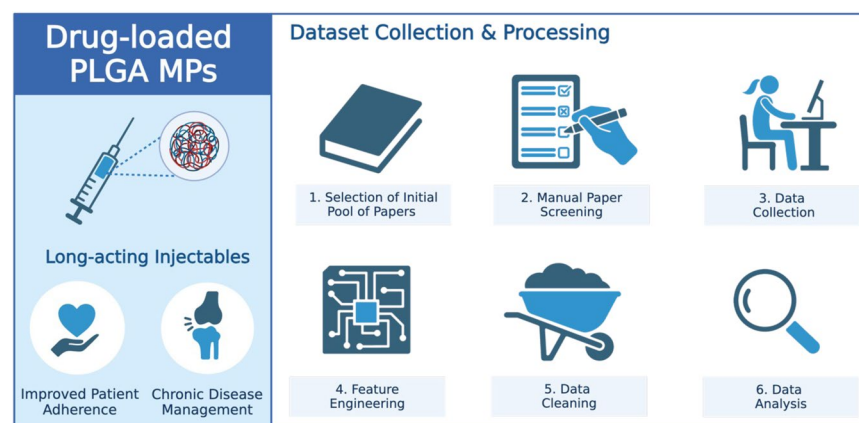 Drug-loaded
PLGA MPs
Long-acting Injectables
Improved Patient
Adherence
Chronic Disease
Management
Dataset Collection & Processing
1. Selection of Initial
Pool of Papers
2. Manual Paper
Screening
3. Data
Collection
4. Feature
Engineering
5. Data
Cleaning
6. Data
Analysis